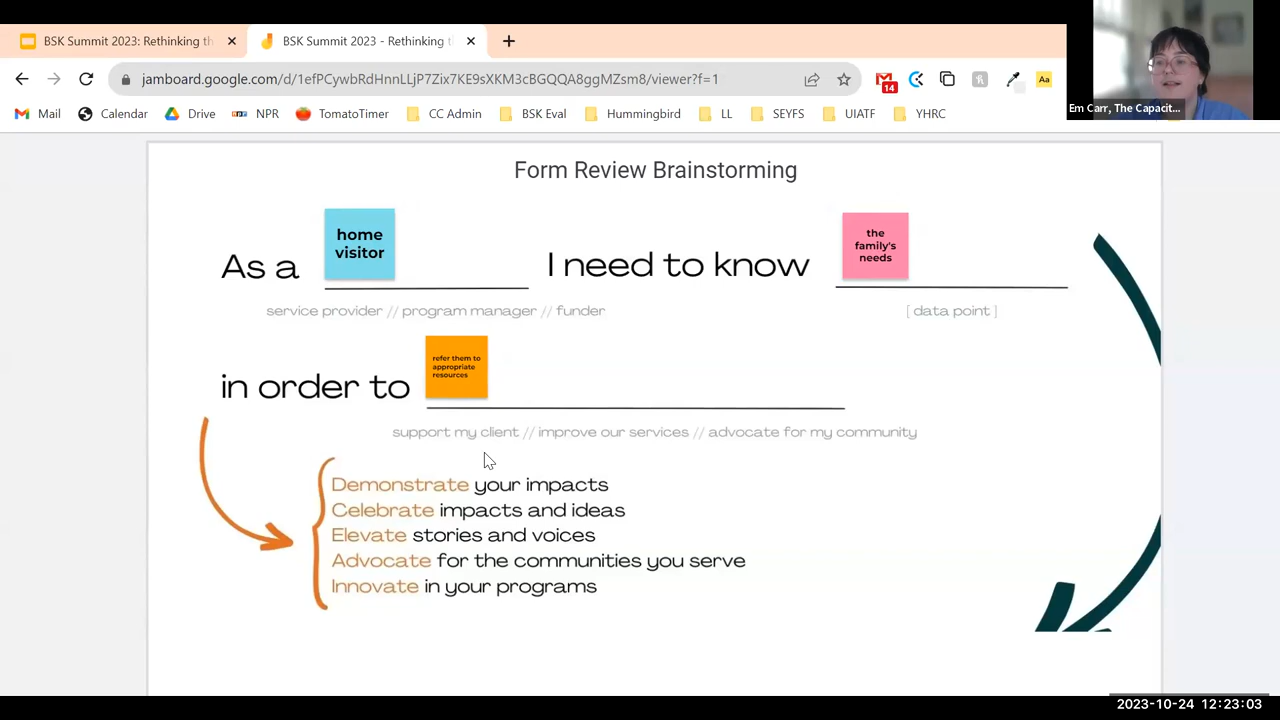 BSK Summit 2023: Rethinking th
BSK Summit 2023 - Rethinking t
jamboard.google.com/d/1efPCywbRdHnnLLjP7Zix7KE9sXKM3cBGQQA8ggMZsm8/viewer?f=1
14
Aa
Em Carr, The Capacit...
Mail Calendar Drive NPR TomatoTimer CC Admin BSK Eval Hummingbird LL SEYFS UIATF YHRC
Form Review Brainstorming
As a
home
visitor
I need to know
the
family's
needs
service provider // program manager // funder
[ data point ]
in order to
refer them to
appropriate
resources
support my client // improve our services // advocate for my community
Demonstrate your impacts
Celebrate impacts and ideas
Elevate stories and voices
Advocate for the communities you serve
Innovate in your programs
2023-10-24 12:23:03